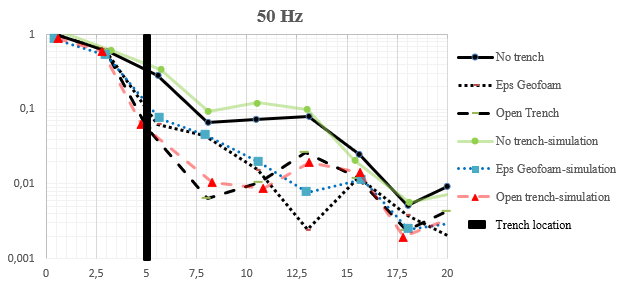 50 Hz
1
0,1
0,01
0,001
0 2,5 5 7,5 10 12,5 15 17,5 20
No trench
Eps Geofoam
Open Trench
No trench-simulation
Eps Geofoam-simulation
Open trench-simulation
Trench location